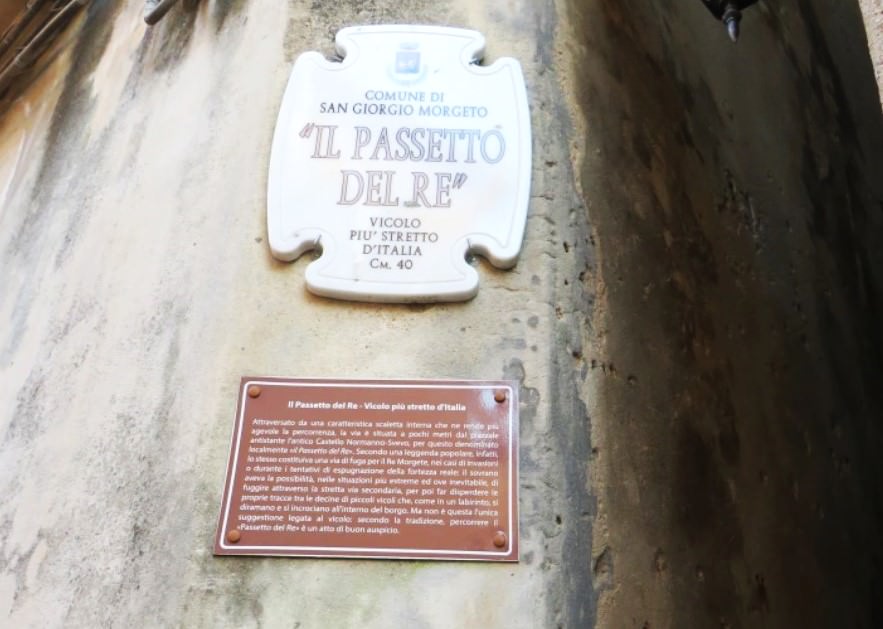 COMUNE DI
SAN GIORGIO MORGETO
"IL PASSETTO
DEL RE"
VICOLO
PIU' STRETTO
D'ITALIA
CM. 40
Il Passetto del Re - Vicolo più stretto d'Italia
Attraversato da una caratteristica scaletta interna che ne rende più
agevole la percorrenza, la via è situata a pochi metri dal piazzale
antistante l'antico Castello Normanno-Svevo, per questo denominato
localmente «il Passetto del Re». Secondo una leggenda popolare, infatti,
lo stesso costituiva una via di fuga per il Re Morgete, nei casi di invasioni
o durante i tentativi di espugnazione della fortezza reale: il sovrano
aveva la possibilità, nelle situazioni più estreme ed ove inevitabile, di
fuggire attraverso la stretta via secondaria, per poi far disperdere le
proprie tracce tra le decine di piccoli vicoli che, come in un labirinto, si
diramano e si incrociano all'interno del borgo. Ma non è questa l'unica
suggestione legata al vicolo: secondo la tradizione, percorrere il
«Passetto del Re» è un atto di buon auspicio.